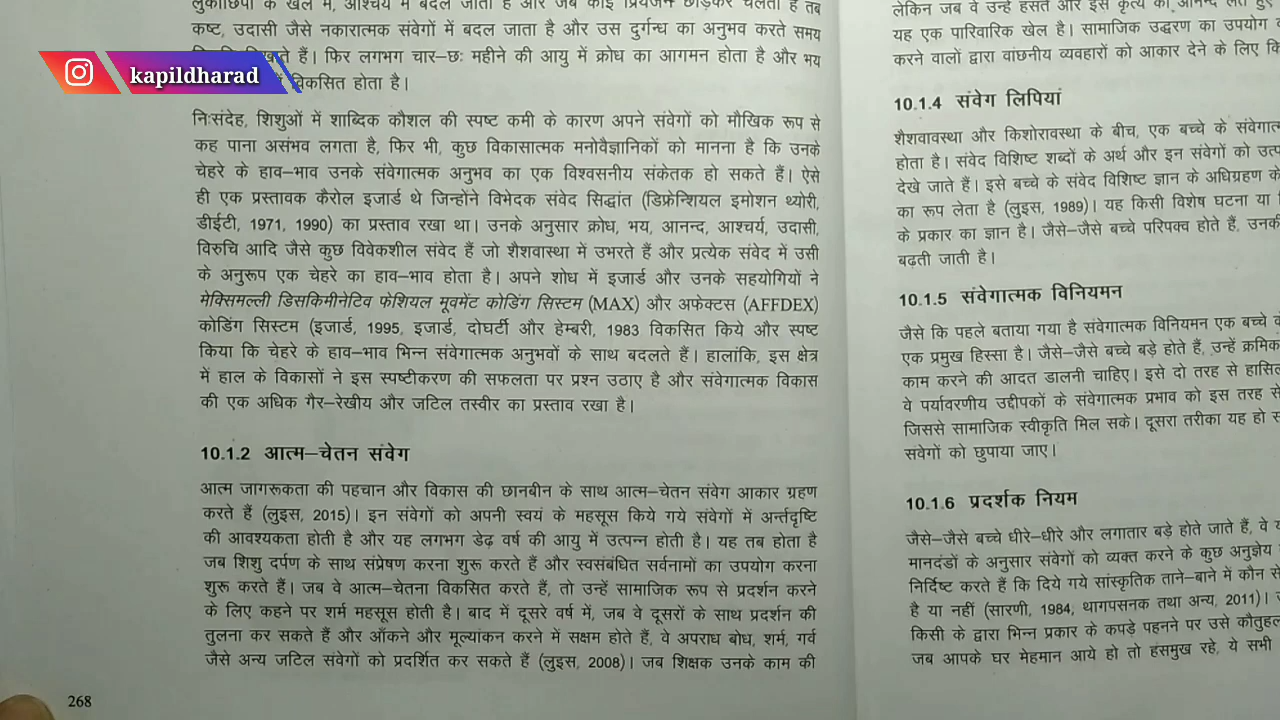 कष्ट, उदासी जैसे नकारात्मक संवेगों में बदल जाता है और उस दुर्गन्ध का अनुभव करते समय
हैं। फिर लगभग चार–छः महीने की आयु में क्रोध का आगमन होता है और भय
kapildharad
विकसित होता है।
निःसंदेह, शिशुओं में शाब्दिक कौशल की स्पष्ट कमी के कारण अपने संवेगों को मौखिक रूप से
कह पाना असंभव लगता है, फिर भी, कुछ विकासात्मक मनोवैज्ञानिकों को मानना है कि उनके
चेहरे के हाव–भाव उनके संवेगात्मक अनुभव का एक विश्वसनीय संकेतक हो सकते हैं। ऐसे
ही एक प्रस्तावक कैरोल इजार्ड थे जिन्होंने विभेदक संवेद सिद्धांत (डिफ्रेन्शियल इमोशन थ्योरी,
डीईटी, 1971, 1990) का प्रस्ताव रखा था। उनके अनुसार क्रोध, भय, आनन्द, आश्चर्य, उदासी,
विरुचि आदि जैसे कुछ विवेकशील संवेद हैं जो शैशवास्था में उभरते हैं और प्रत्येक संवेद में उसी
के अनुरूप एक चेहरे का हाव–भाव होता है। अपने शोध में इजार्ड और उनके सहयोगियों ने
मेक्सिमल्ली डिसकिमीनेटिव फेशियल मूवमेंट कोडिंग सिस्टम (MAX) और अफेक्टस (AFFDEX)
कोडिंग सिस्टम (इजार्ड, 1995, इजार्ड, दोघर्टी और हेम्बरी, 1983 विकसित किये और स्पष्ट
किया कि चेहरे के हाव–भाव भिन्न संवेगात्मक अनुभवों के साथ बदलते हैं। हालांकि, इस क्षेत्र
में हाल के विकासों ने इस स्पष्टीकरण की सफलता पर प्रश्न उठाए है और संवेगात्मक विकास
की एक अधिक गैर–रेखीय और जटिल तस्वीर का प्रस्ताव रखा है।
10.1.2 आत्म–चेतन संवेग
आत्म जागरूकता की पहचान और विकास की छानबीन के साथ आत्म–चेतन संवेग आकार ग्रहण
करते हैं (लुइस, 2015)। इन संवेगों को अपनी स्वयं के महसूस किये गये संवेगों में अर्न्तदृष्टि
की आवश्यकता होती है और यह लगभग डेढ़ वर्ष की आयु में उत्पन्न होती है। यह तब होता है
जब शिशु दर्पण के साथ संप्रेषण करना शुरू करते हैं और स्वसंबंधित सर्वनामों का उपयोग करना
शुरू करते हैं। जब वे आत्म–चेतना विकसित करते हैं, तो उन्हें सामाजिक रूप से प्रदर्शन करने
के लिए कहने पर शर्म महसूस होती है। बाद में दूसरे वर्ष में, जब वे दूसरों के साथ प्रदर्शन की
तुलना कर सकते हैं और आँकने और मूल्यांकन करने में सक्षम होते हैं, वे अपराध बोध, शर्म, गर्व
जैसे अन्य जटिल संवेगों को प्रदर्शित कर सकते हैं (लुइस, 2008)। जब शिक्षक उनके काम की
268
लेकिन जब वे उन्हें हंसते और इस कृत्य का आनन्द लेते हुए
यह एक पारिवारिक खेल है। सामाजिक उद्धरण का उपयोग
करने वालों द्वारा वांछनीय व्यवहारों को आकार देने के लिए
10.1.4 संवेग लिपियां
शैशवावस्था और किशोरावस्था के बीच, एक बच्चे के
होता है। संवेद विशिष्ट शब्दों के अर्थ और इन संवेगों को
देखे जाते हैं। इसे बच्चे के संवेद विशिष्ट ज्ञान के अधिग्रहण के
का रूप लेता है (लुइस, 1989)। यह किसी विशेष घटना या
के प्रकार का ज्ञान है। जैसे–जैसे बच्चे परिपक्व होते हैं,
बढ़ती जाती है।
10.1.5 संवेगात्मक विनियमन
जैसे कि पहले बताया गया है संवेगात्मक विनियमन एक बच्चे
एक प्रमुख हिस्सा है। जैसे–जैसे बच्चे बड़े होते हैं, उन्हें
काम करने की आदत डालनी चाहिए। इसे दो तरह से
वे पर्यावरणीय उद्दीपकों के संवेगात्मक प्रभाव को इस तरह
जिससे सामाजिक स्वीकृति मिल सके। दूसरा तरीका यह हो
संवेगों को छुपाया जाए।
10.1.6 प्रदर्शक नियम
जैसे–जैसे बच्चे धीरे–धीरे और लगातार बड़े होते जाते हैं, वे
मानदंडों के अनुसार संवेगों को व्यक्त करने के कुछ अनुज्ञेय
निर्दिष्ट करते हैं कि दिये गये सांस्कृतिक ताने–बाने में कौन
है या नहीं (सारणी, 1984, थागपसनक तथा अन्य, 2011)।
किसी के द्वारा भिन्न प्रकार के कपड़े पहनने पर उसे
जब आपके घर मेहमान आये हो तो हंसमुख रहे, ये सभी